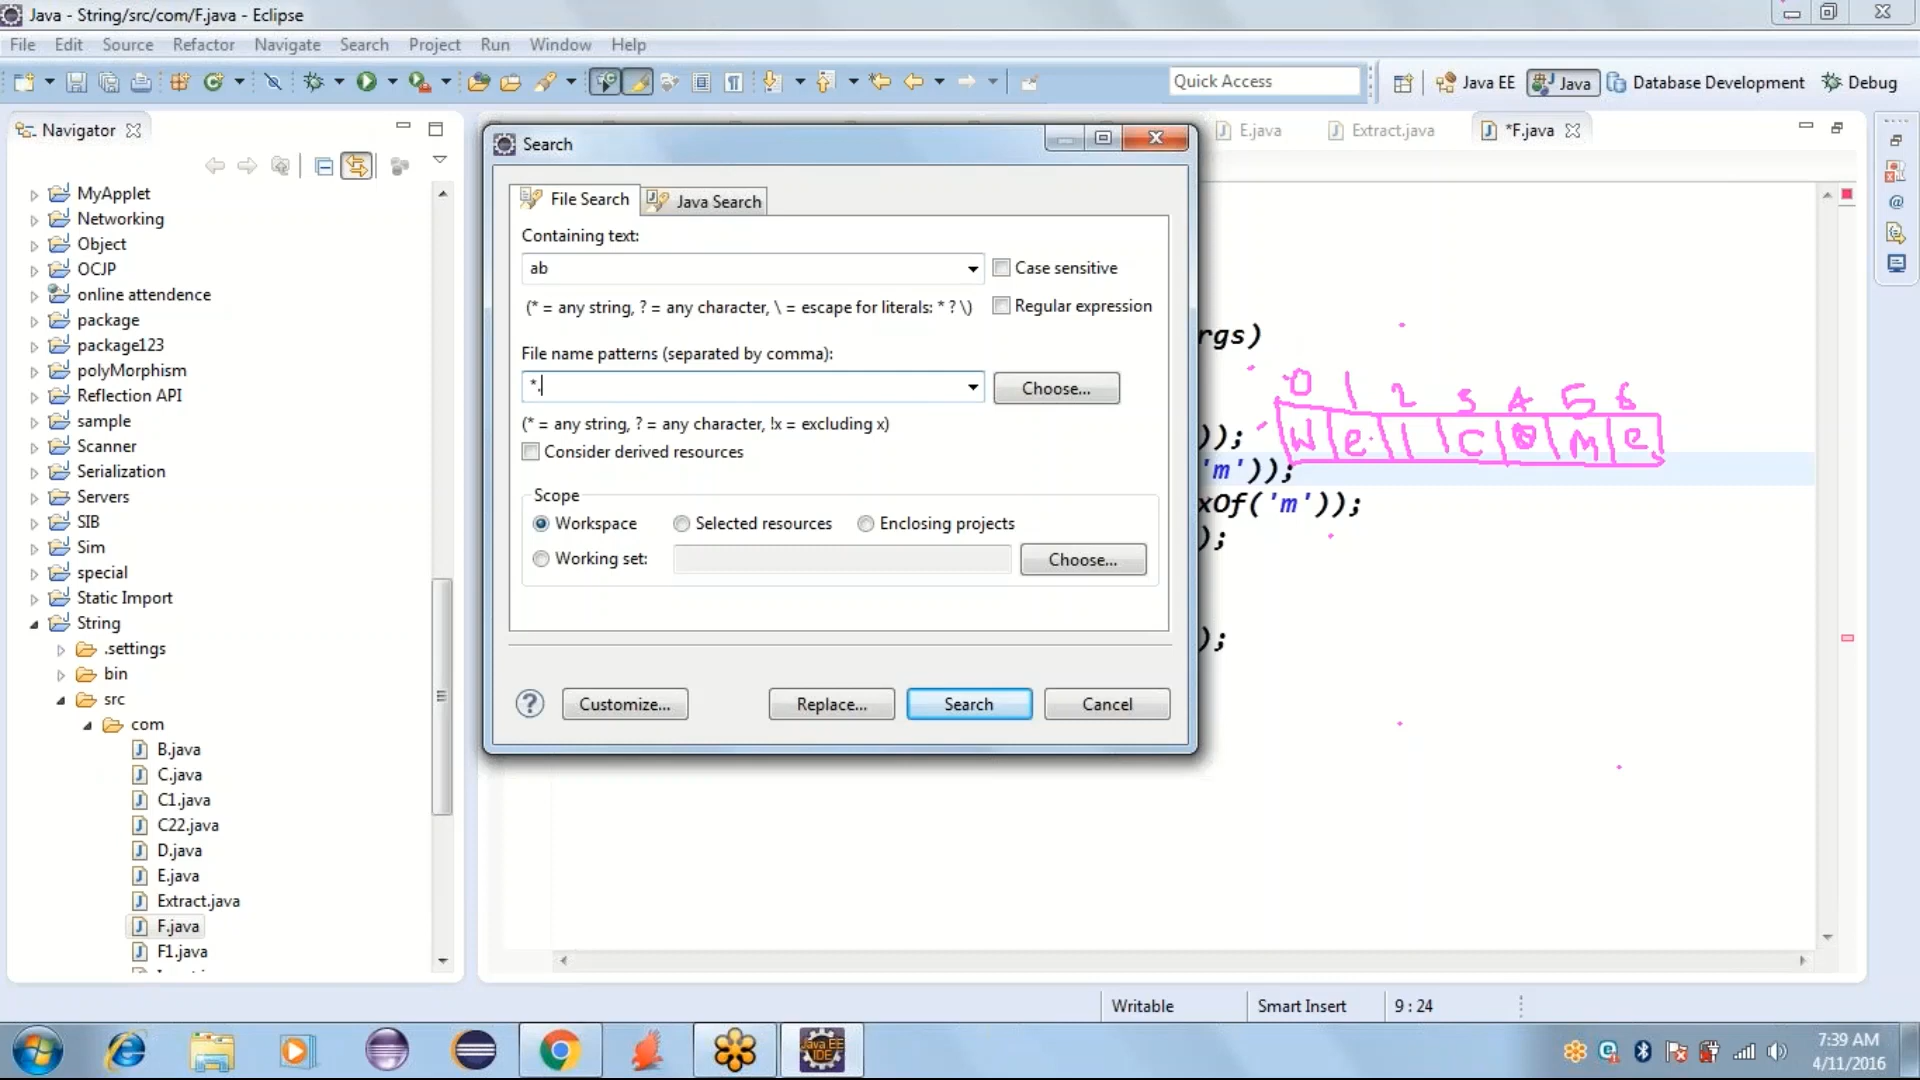 Java - String/src/com/F.java - Eclipse
File Edit Source Refactor Navigate Search Project Run Window Help
Quick Access
Java EE
Java
Database Development
Debug
Navigator
MyApplet
Networking
Object
OCJP
online attendence
package
package123
polyMorphism
Reflection API
sample
Scanner
Serialization
Servers
SIB
Sim
special
Static Import
String
.settings
bin
src
com
B.java
C.java
C1.java
C22.java
D.java
E.java
Extract.java
F.java
F1.java
Search
File Search
Java Search
Containing text:
ab
Case sensitive
(* = any string, ? = any character, \ = escape for literals: * ? \)
Regular expression
File name patterns (separated by comma):
*.
Choose...
(* = any string, ? = any character, !x = excluding x)
Consider derived resources
Scope
Workspace
Selected resources
Enclosing projects
Working set:
Choose...
Customize...
Replace...
Search
Cancel
E.java
Extract.java
*F.java
rgs)
0 1 2 3 4 5 6
));
W e l c o m e
'm'));
xOf('m'));
);
);
Writable
Smart Insert
9 : 24
Java EE
IDE
7:39 AM
4/11/2016